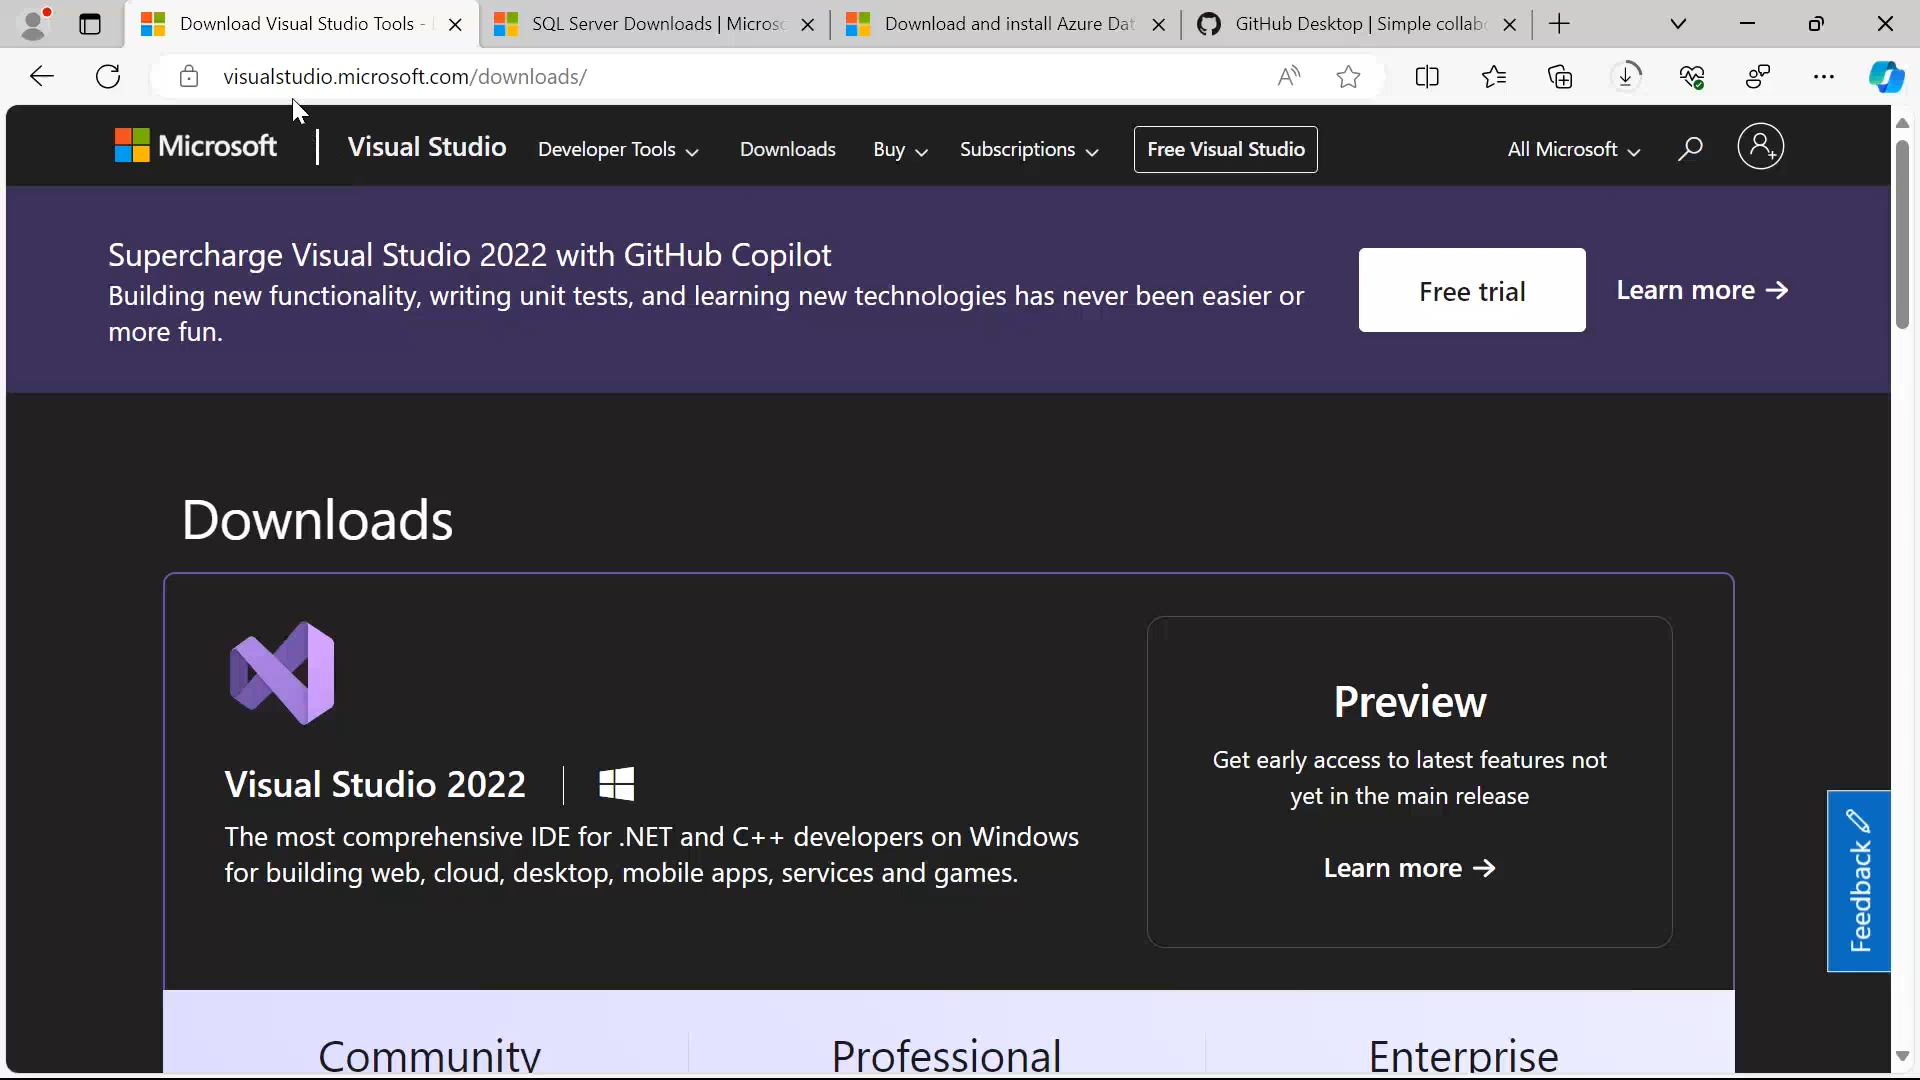 Download Visual Studio Tools -
SQL Server Downloads | Micros
Download and install Azure Dat
GitHub Desktop | Simple collab
visualstudio.microsoft.com/downloads/
Microsoft
Visual Studio
Developer Tools
Downloads
Buy
Subscriptions
Free Visual Studio
All Microsoft
Supercharge Visual Studio 2022 with GitHub Copilot
Building new functionality, writing unit tests, and learning new technologies has never been easier or
more fun.
Free trial
Learn more →
Downloads
Visual Studio 2022
The most comprehensive IDE for .NET and C++ developers on Windows
for building web, cloud, desktop, mobile apps, services and games.
Preview
Get early access to latest features not
yet in the main release
Learn more →
Feedback
Community
Professional
Enterprise